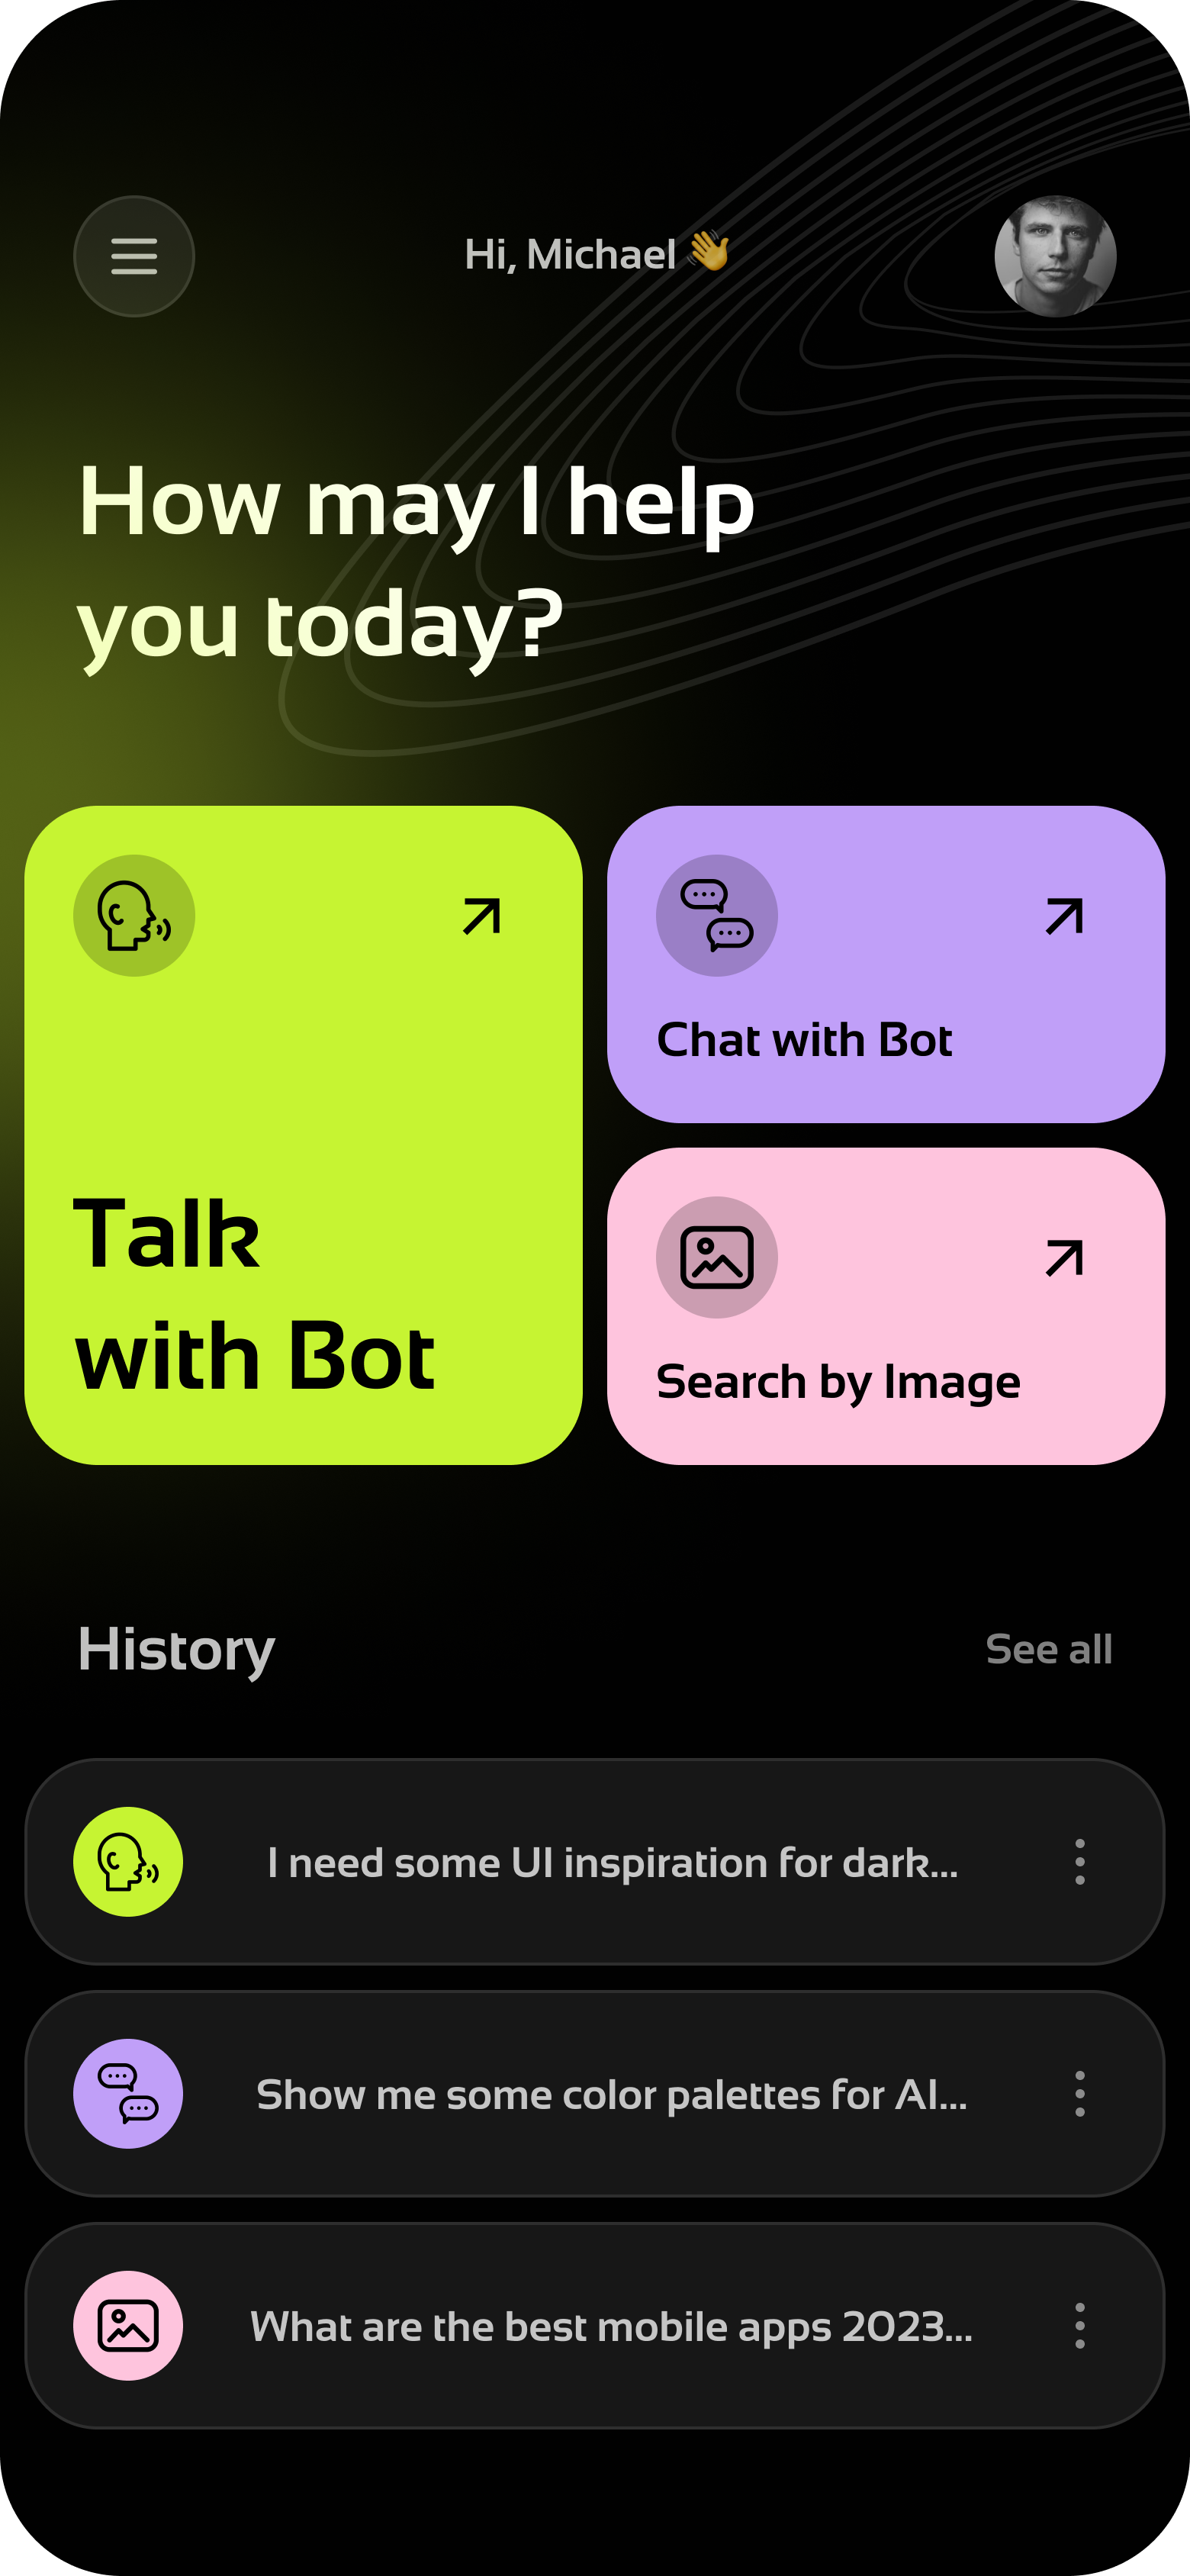 Hi, Michael 👋
How may I help
you today?
Talk
with Bot
Chat with Bot
Search by Image
History
See all
I need some UI inspiration for dark...
Show me some color palettes for AI...
What are the best mobile apps 2023...